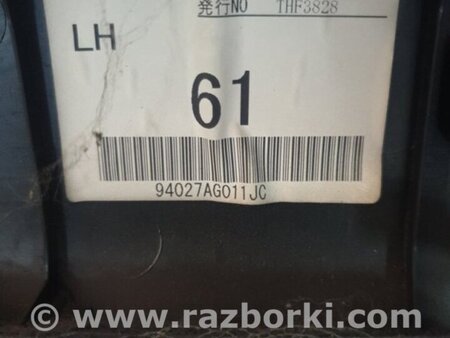 発行NO THF3828
LH
61
94027AG011JC
www.razborki.com